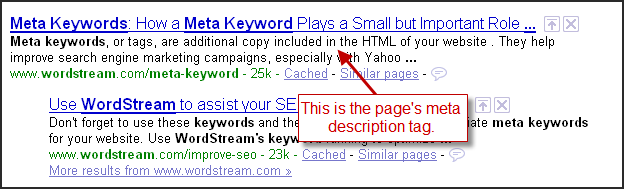 Meta Keywords: How a Meta Keyword Plays a Small but Important Role ...
Meta keywords, or tags, are additional copy included in the HTML of your website . They help
improve search engine marketing campaigns, especially with Yahoo ...
www.wordstream.com/meta-keyword - 25k - Cached - Similar pages -
Use WordStream to assist your SE
This is the page's meta
description tag.
Don't forget to use these keywords and the iate meta keywords
for your website. Use WordStream's keyw
www.wordstream.com/improve-seo - 23k - Cached - Similar pages -
More results from www.wordstream.com »